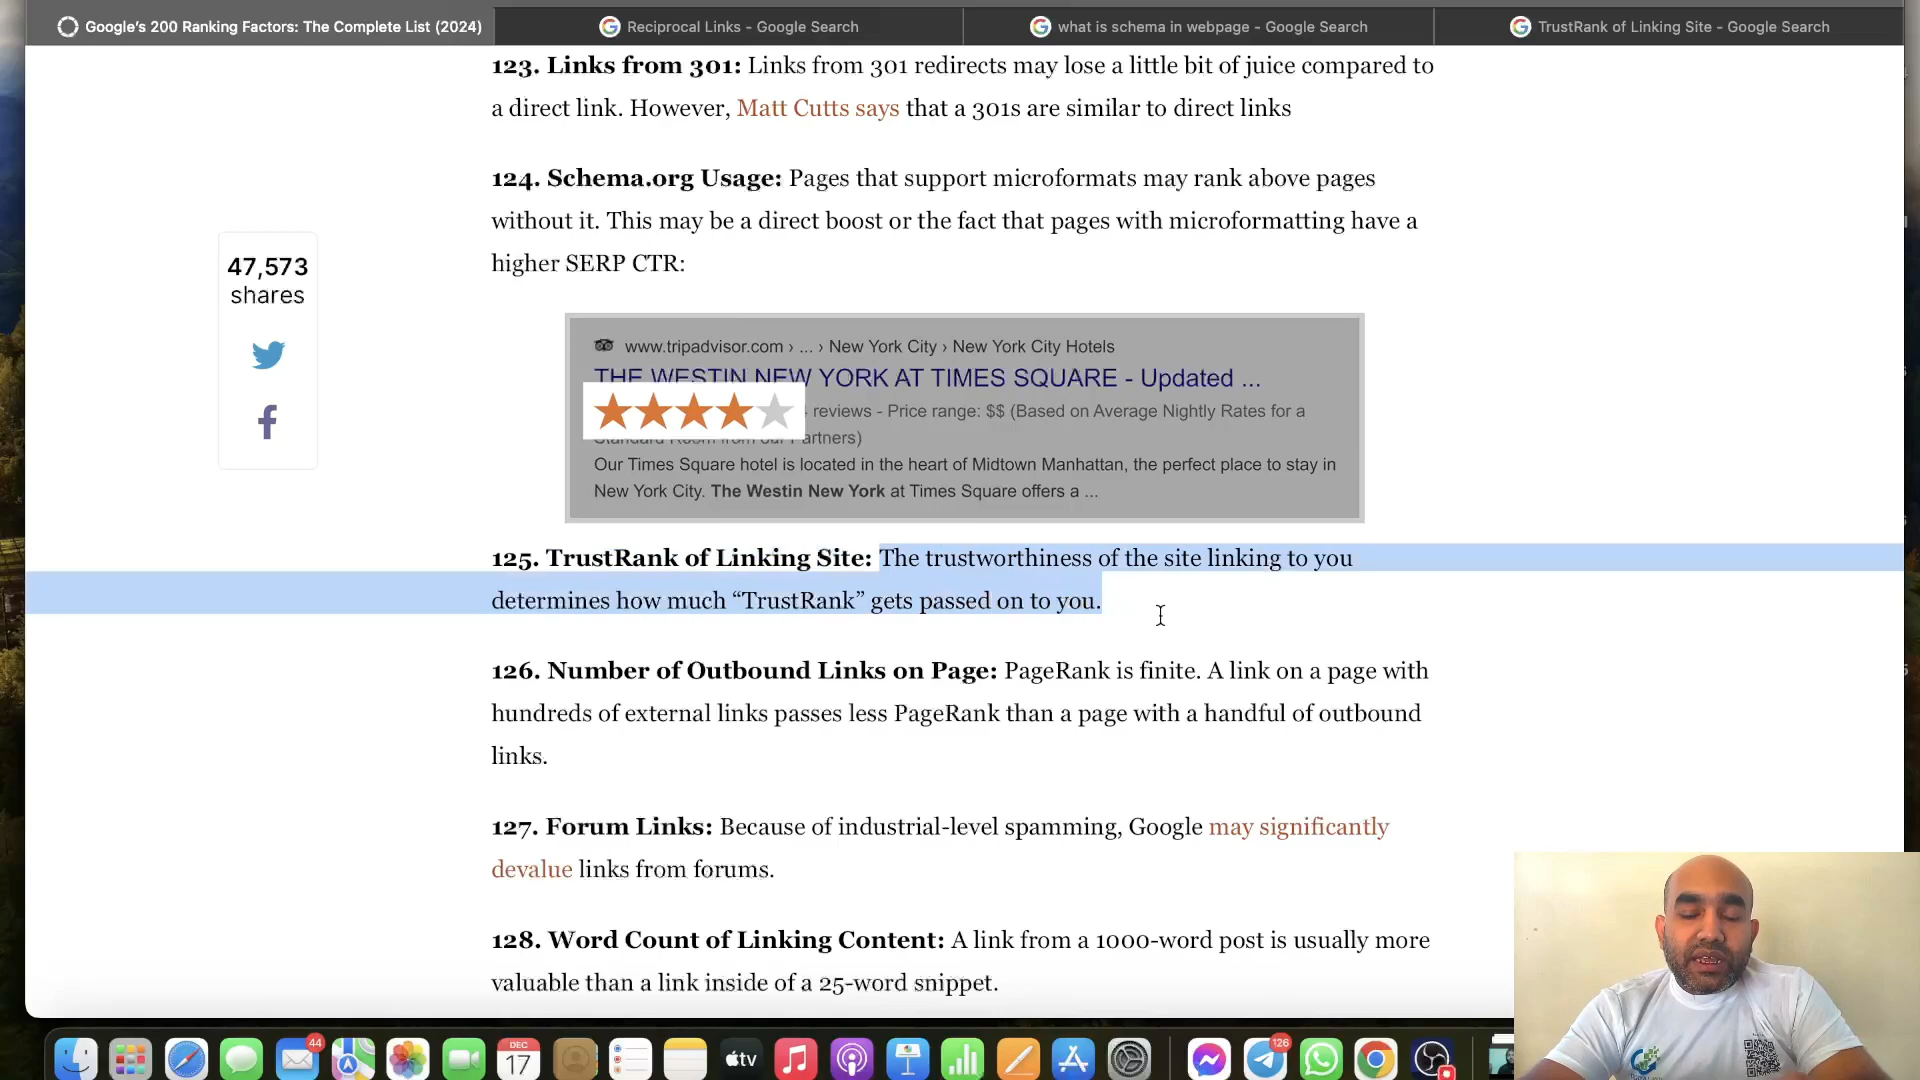 Google's 200 Ranking Factors: The Complete List (2024)
Reciprocal Links - Google Search
what is schema in webpage - Google Search
TrustRank of Linking Site - Google Search
123. Links from 301: Links from 301 redirects may lose a little bit of juice compared to
a direct link. However, Matt Cutts says that a 301s are similar to direct links
124. Schema.org Usage: Pages that support microformats may rank above pages
without it. This may be a direct boost or the fact that pages with microformatting have a
higher SERP CTR:
47,573
shares
www.tripadvisor.com › ... › New York City › New York City Hotels
THE WESTIN NEW YORK AT TIMES SQUARE - Updated ...
reviews - Price range: $$ (Based on Average Nightly Rates for a
Standard Room from our Partners)
Our Times Square hotel is located in the heart of Midtown Manhattan, the perfect place to stay in
New York City. The Westin New York at Times Square offers a ...
125. TrustRank of Linking Site: The trustworthiness of the site linking to you
determines how much “TrustRank” gets passed on to you.
126. Number of Outbound Links on Page: PageRank is finite. A link on a page with
hundreds of external links passes less PageRank than a page with a handful of outbound
links.
127. Forum Links: Because of industrial-level spamming, Google may significantly
devalue links from forums.
128. Word Count of Linking Content: A link from a 1000-word post is usually more
valuable than a link inside of a 25-word snippet.
44
DEC
17
tv
126